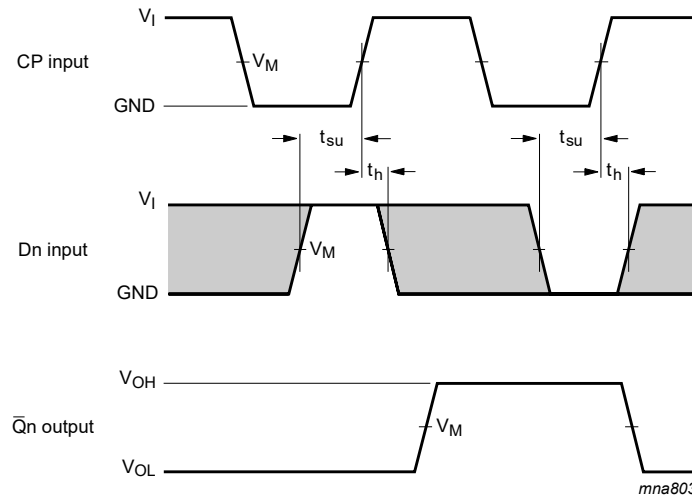 V_I
CP input
V_M
GND
t_su
t_su
t_h
t_h
V_I
Dn input
V_M
GND
V_OH
Q̅n output
V_M
V_OL
mna803